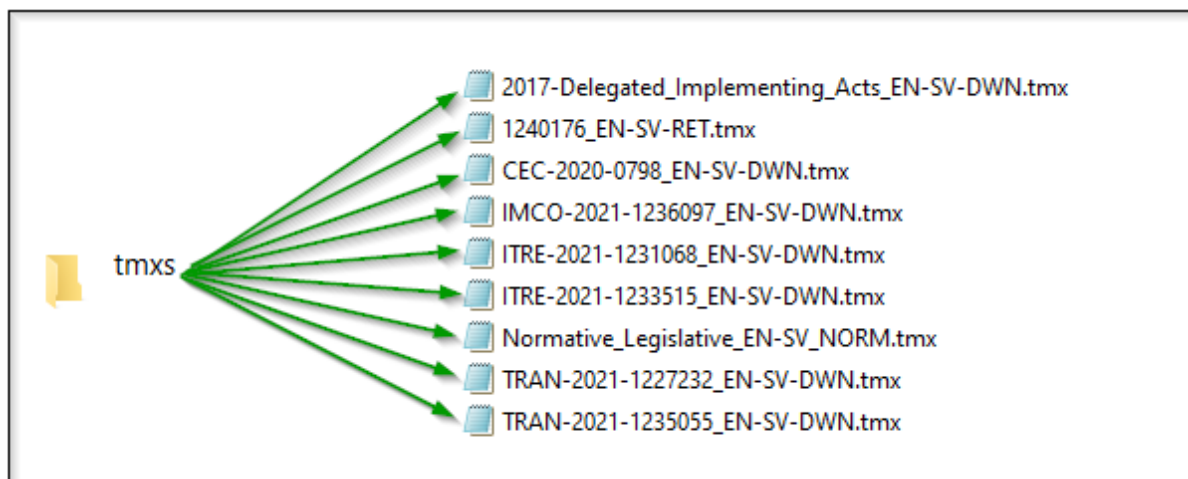 2017-Delegated_Implementing_Acts_EN-SV-DWN.tmx
1240176_EN-SV-RET.tmx
CEC-2020-0798_EN-SV-DWN.tmx
IMCO-2021-1236097_EN-SV-DWN.tmx
tmxs
ITRE-2021-1231068_EN-SV-DWN.tmx
ITRE-2021-1233515_EN-SV-DWN.tmx
Normative_Legislative_EN-SV_NORM.tmx
TRAN-2021-1227232_EN-SV-DWN.tmx
TRAN-2021-1235055_EN-SV-DWN.tmx